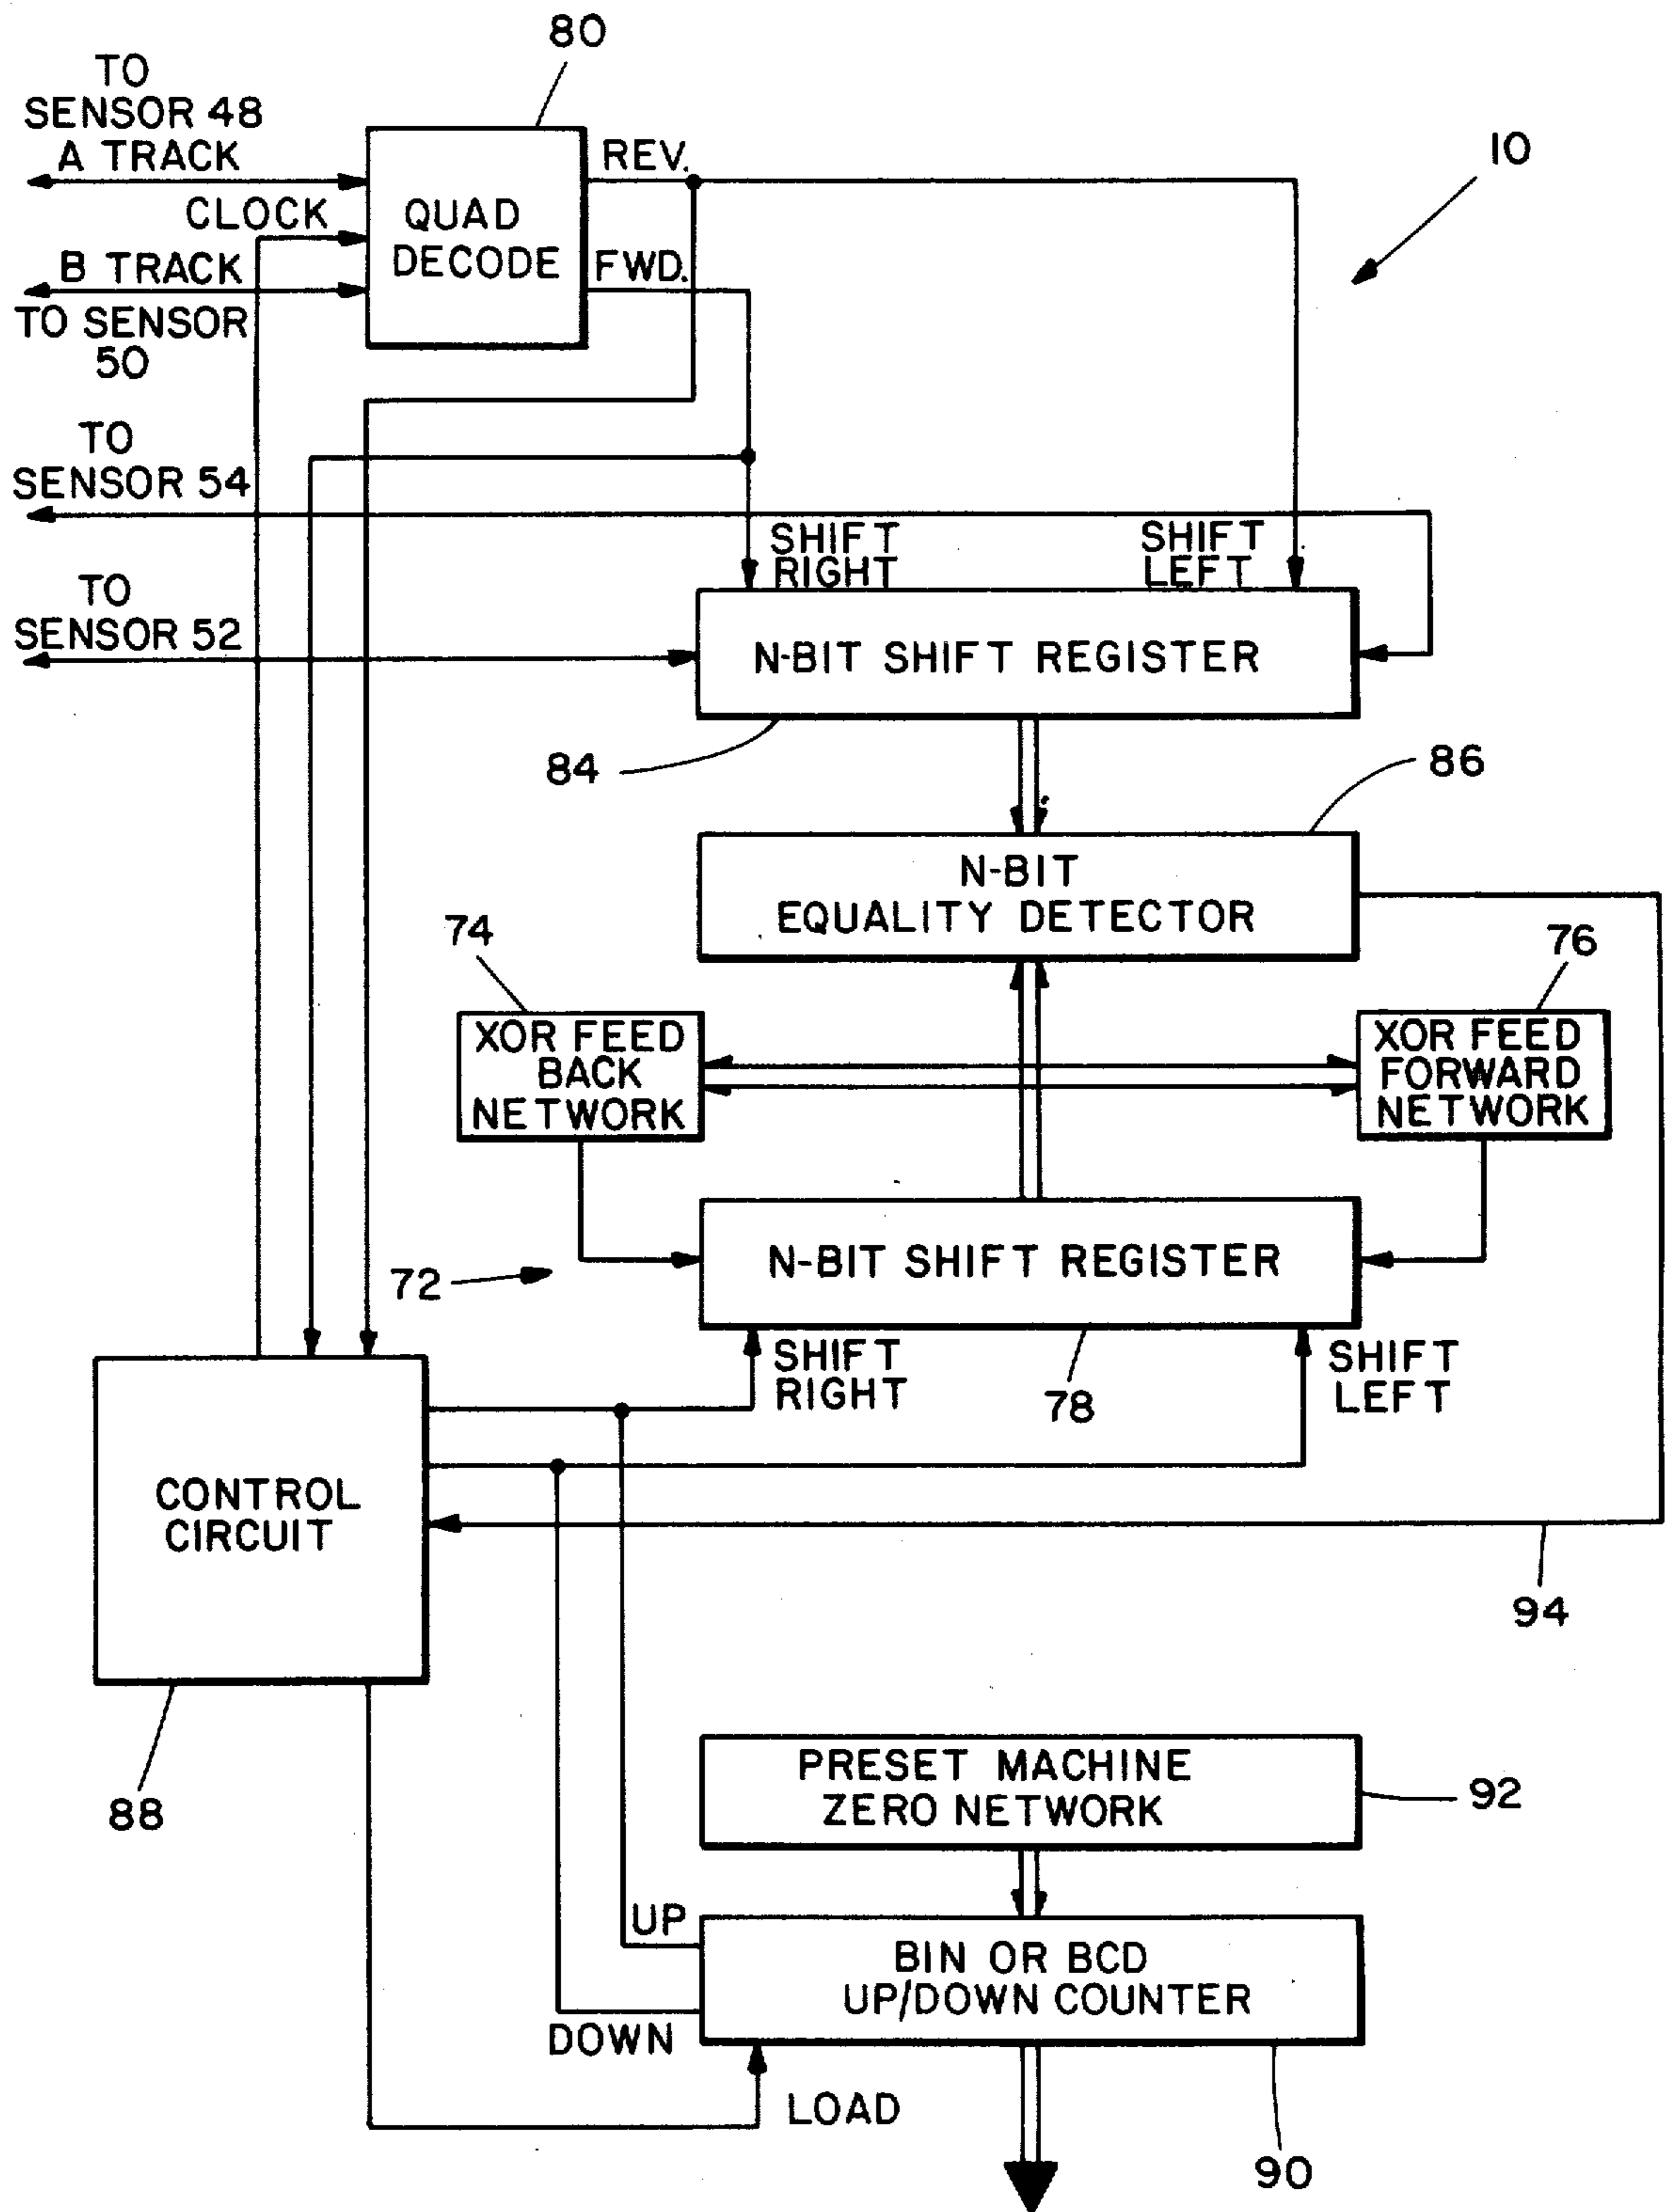 80
TO
SENSOR 48
A TRACK
CLOCK
B TRACK
TO SENSOR
50
QUAD
DECODE
REV.
FWD.
10
TO
SENSOR 54
SHIFT
RIGHT
SHIFT
LEFT
TO
SENSOR 52
N-BIT SHIFT REGISTER
84
86
N-BIT
EQUALITY DETECTOR
74
76
XOR FEED
BACK
NETWORK
XOR FEED
FORWARD
NETWORK
72
N-BIT SHIFT REGISTER
SHIFT
RIGHT
78
SHIFT
LEFT
CONTROL
CIRCUIT
94
88
PRESET MACHINE
ZERO NETWORK
92
UP
BIN OR BCD
UP/DOWN COUNTER
DOWN
LOAD
90